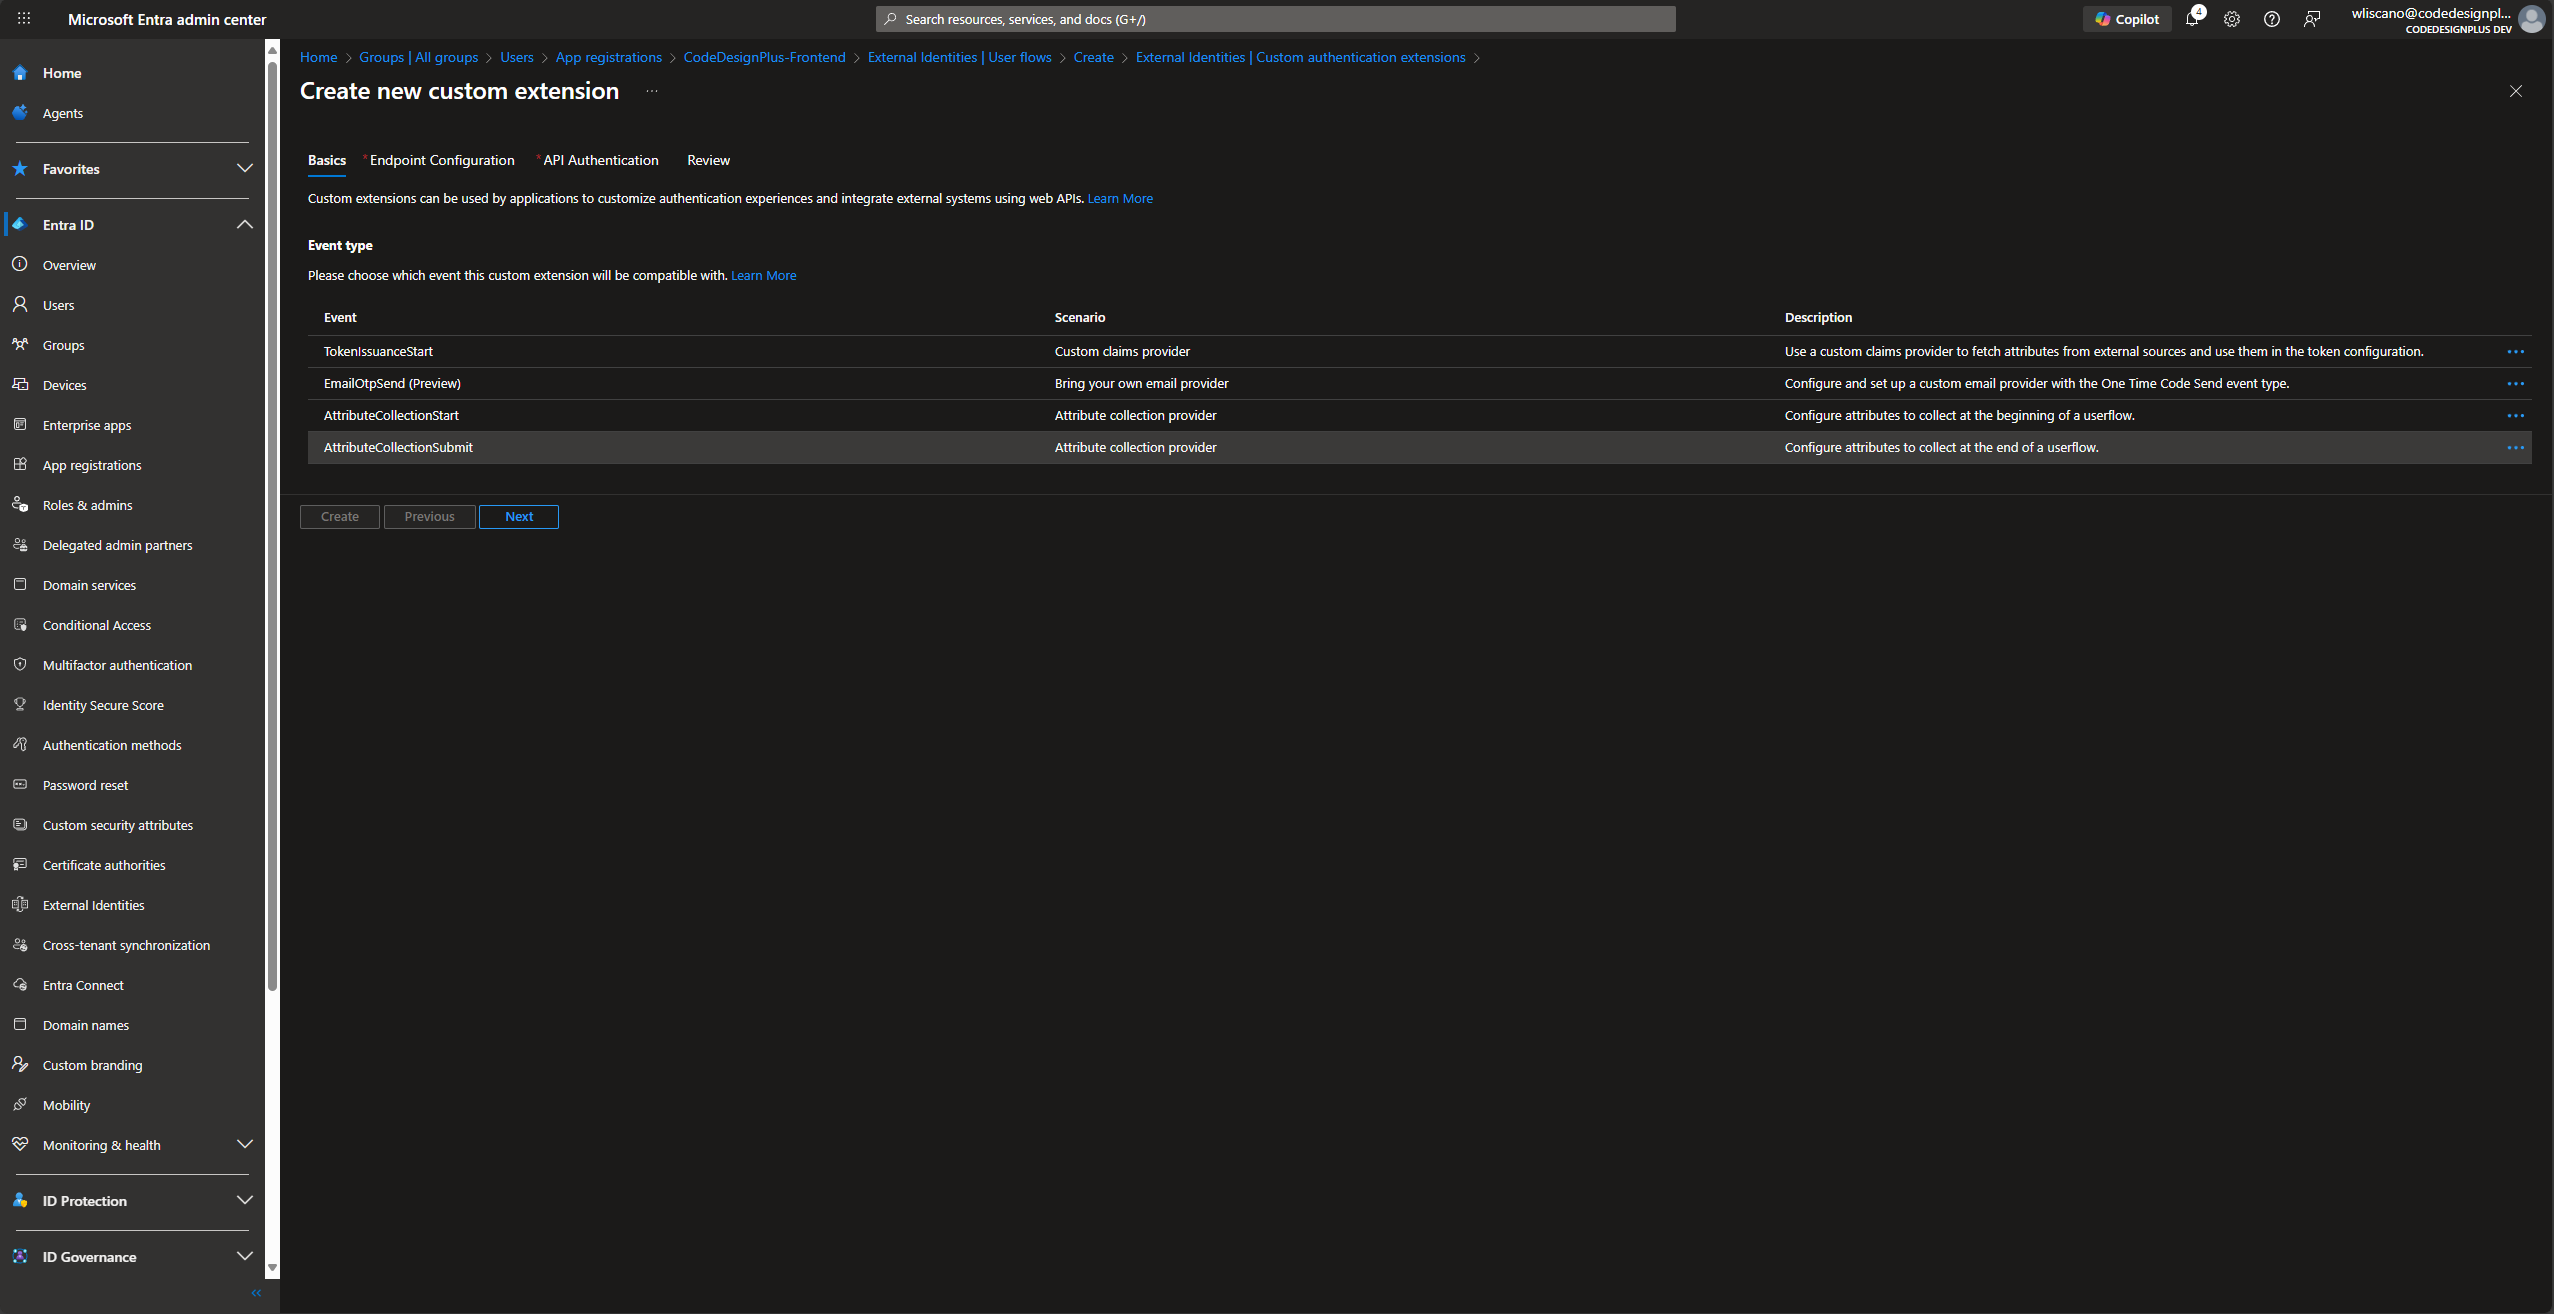 Microsoft Entra admin center
Search resources, services, and docs (G+/)
Copilot
4
wliscano@codedesignpl...
CODEDESIGNPLUS DEV
Home
Agents
Favorites
Entra ID
Overview
Users
Groups
Devices
Enterprise apps
App registrations
Roles & admins
Delegated admin partners
Domain services
Conditional Access
Multifactor authentication
Identity Secure Score
Authentication methods
Password reset
Custom security attributes
Certificate authorities
External Identities
Cross-tenant synchronization
Entra Connect
Domain names
Custom branding
Mobility
Monitoring & health
ID Protection
ID Governance
Home > Groups | All groups > Users > App registrations > CodeDesignPlus-Frontend > External Identities | User flows > Create > External Identities | Custom authentication extensions >
Create new custom extension ...
Basics * Endpoint Configuration * API Authentication Review
Custom extensions can be used by applications to customize authentication experiences and integrate external systems using web APIs. Learn More
Event type
Please choose which event this custom extension will be compatible with. Learn More
Event Scenario Description
TokenIssuanceStart Custom claims provider Use a custom claims provider to fetch attributes from external sources and use them in the token configuration.
EmailOtpSend (Preview) Bring your own email provider Configure and set up a custom email provider with the One Time Code Send event type.
AttributeCollectionStart Attribute collection provider Configure attributes to collect at the beginning of a userflow.
AttributeCollectionSubmit Attribute collection provider Configure attributes to collect at the end of a userflow.
Create Previous Next